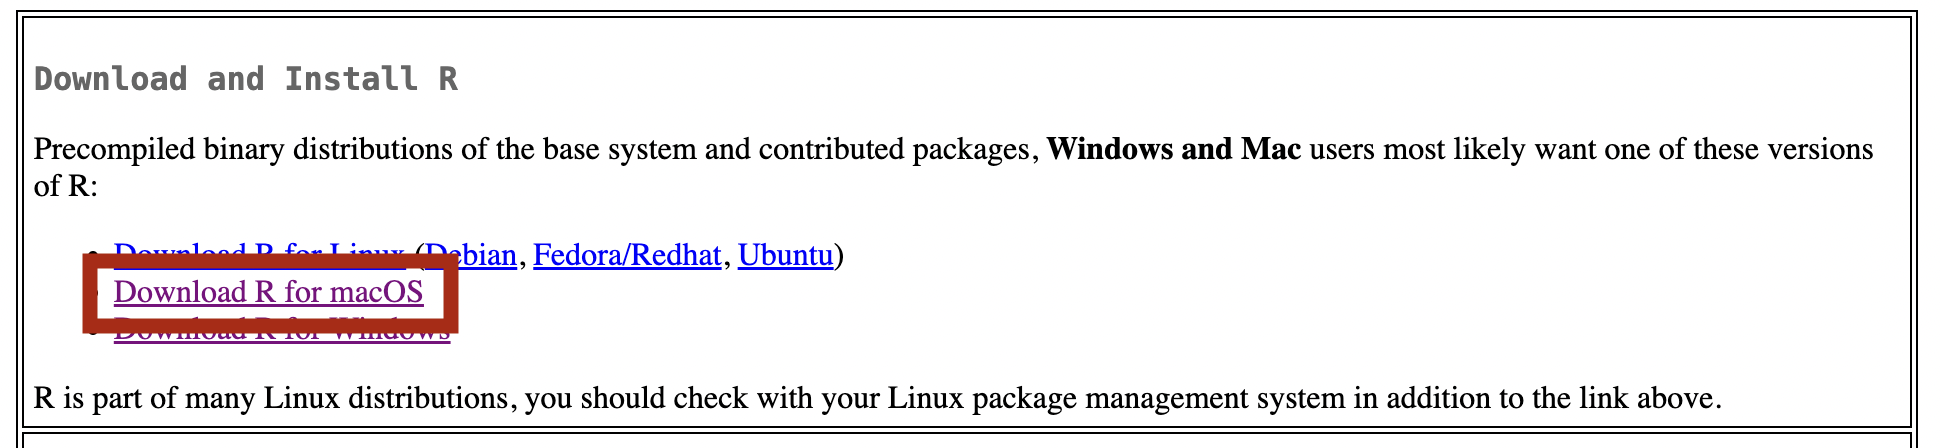 Download and Install R
Precompiled binary distributions of the base system and contributed packages, Windows and Mac users most likely want one of these versions
of R:
Download R for Linux (Debian, Fedora/Redhat, Ubuntu)
Download R for macOS
Download R for Windows
R is part of many Linux distributions, you should check with your Linux package management system in addition to the link above.